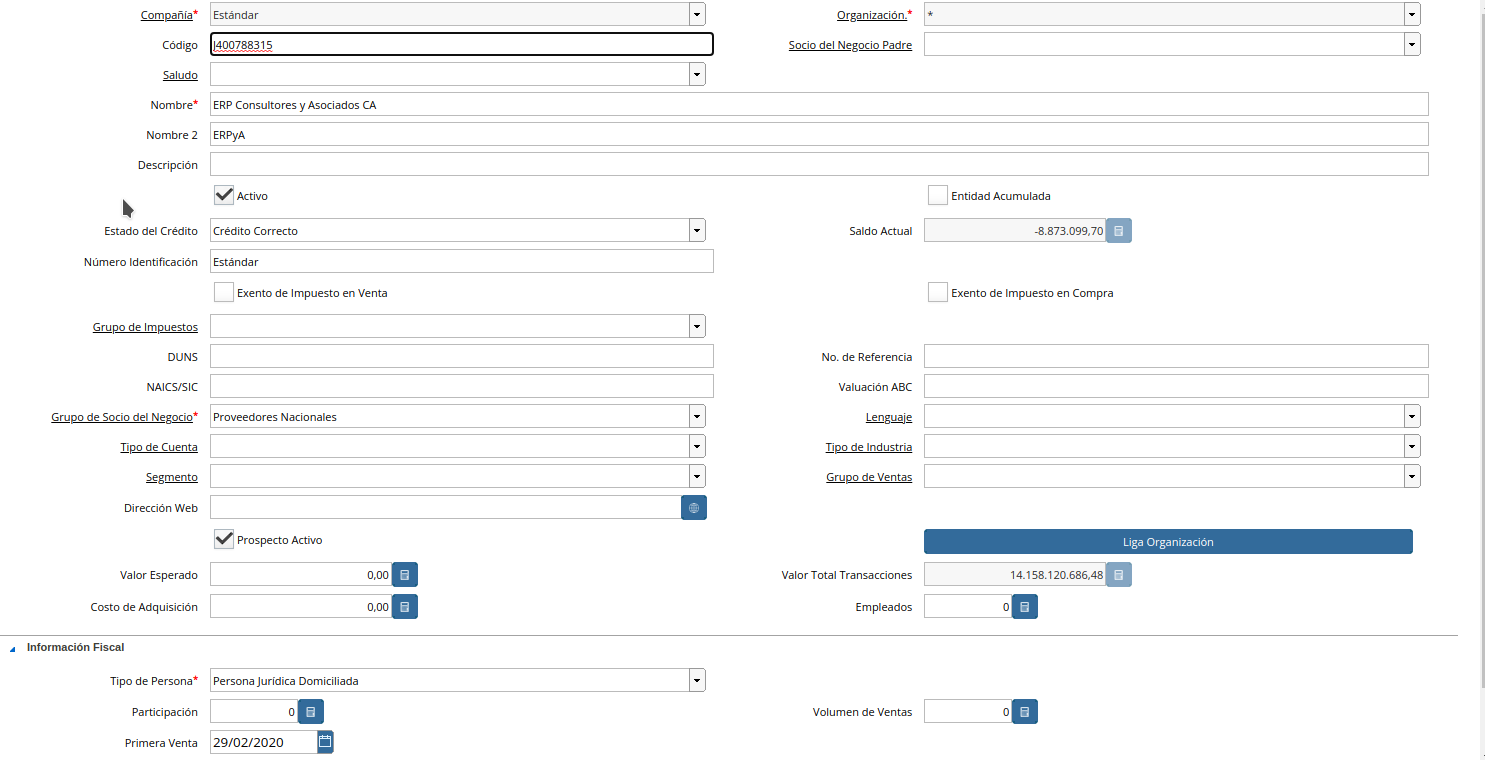 Compañía* Estándar Organización.* *
Código J400788315 Socio del Negocio Padre
Saludo
Nombre* ERP Consultores y Asociados CA
Nombre 2 ERPyA
Descripción
Activo Entidad Acumulada
Estado del Crédito Crédito Correcto Saldo Actual -8.873.099,70
Número Identificación Estándar
Exento de Impuesto en Venta Exento de Impuesto en Compra
Grupo de Impuestos
DUNS No. de Referencia
NAICS/SIC Valuación ABC
Grupo de Socio del Negocio* Proveedores Nacionales Lenguaje
Tipo de Cuenta Tipo de Industria
Segmento Grupo de Ventas
Dirección Web
Prospecto Activo Liga Organización
Valor Esperado 0,00 Valor Total Transacciones 14.158.120.686,48
Costo de Adquisición 0,00 Empleados 0
Información Fiscal
Tipo de Persona* Persona Jurídica Domiciliada
Participación 0 Volumen de Ventas 0
Primera Venta 29/02/2020